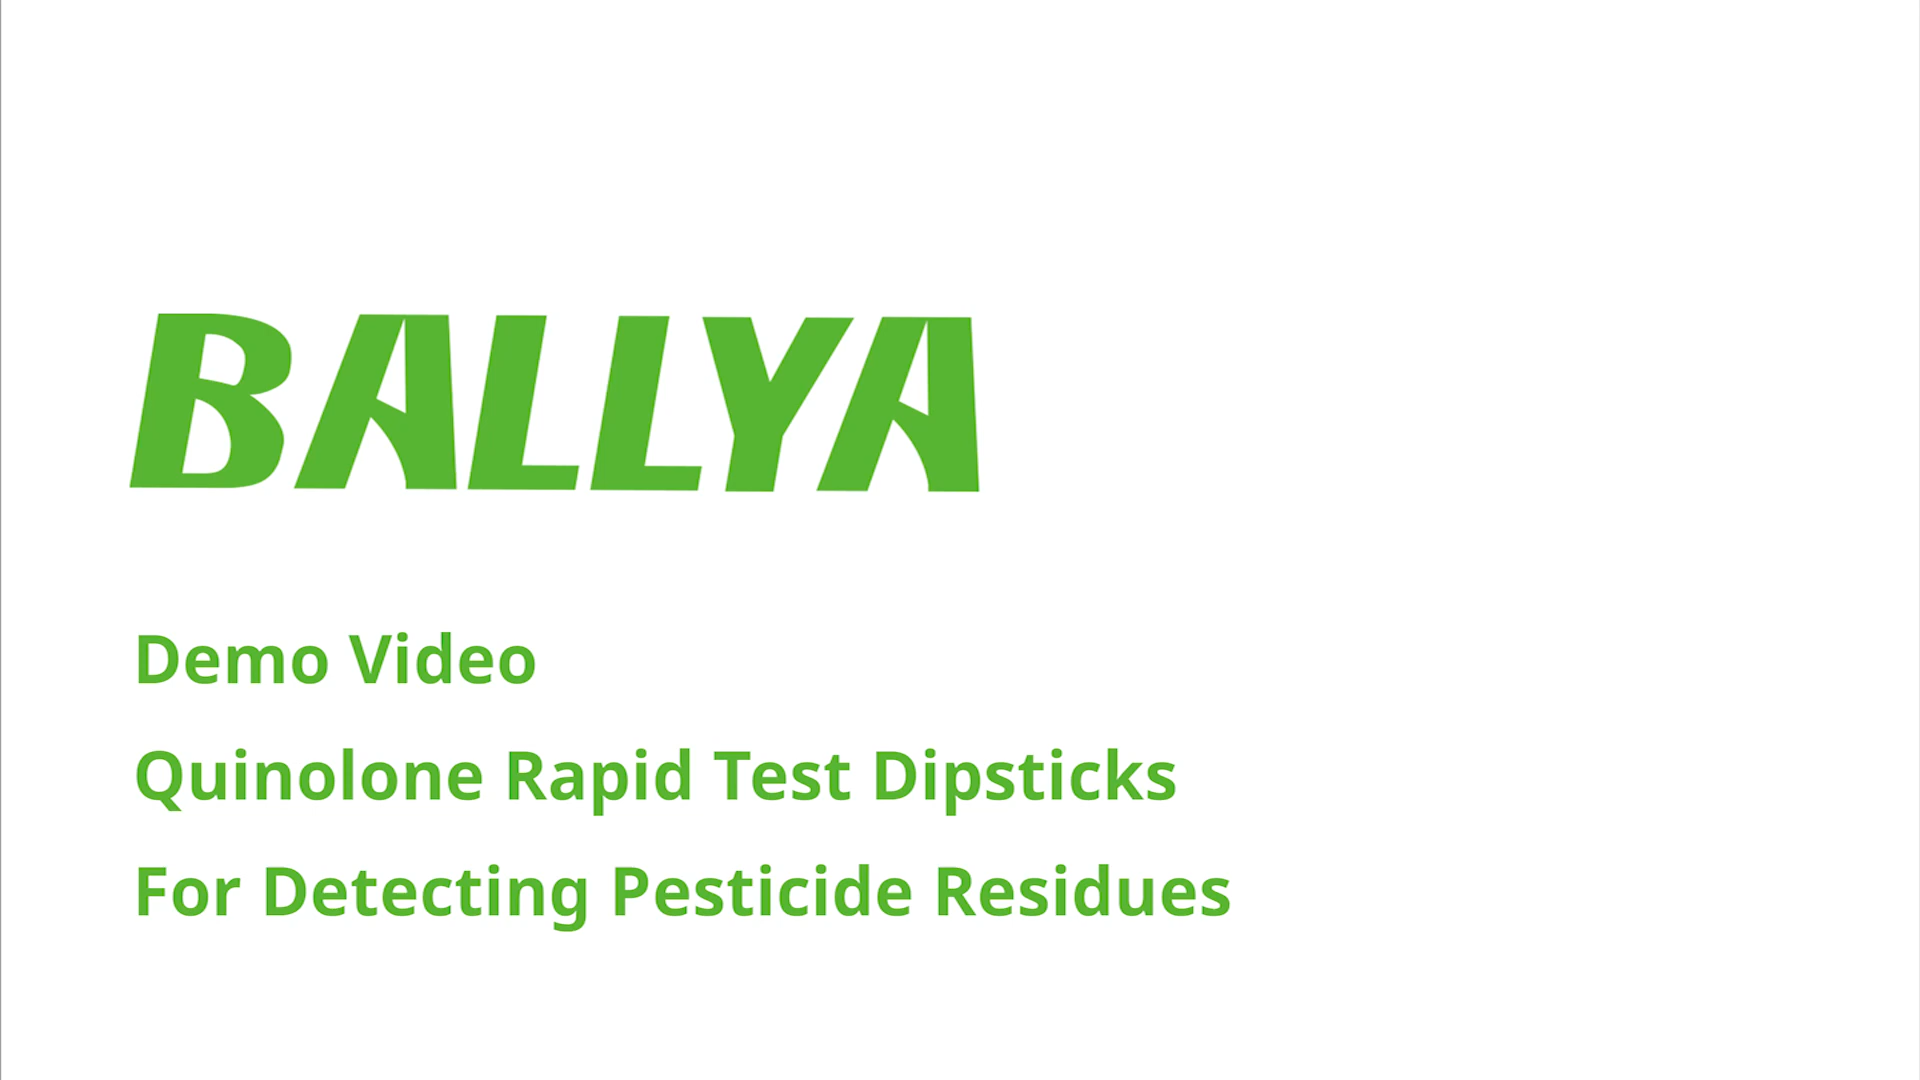 BALLYA
Demo Video
Quinolone Rapid Test Dipsticks
For Detecting Pesticide Residues